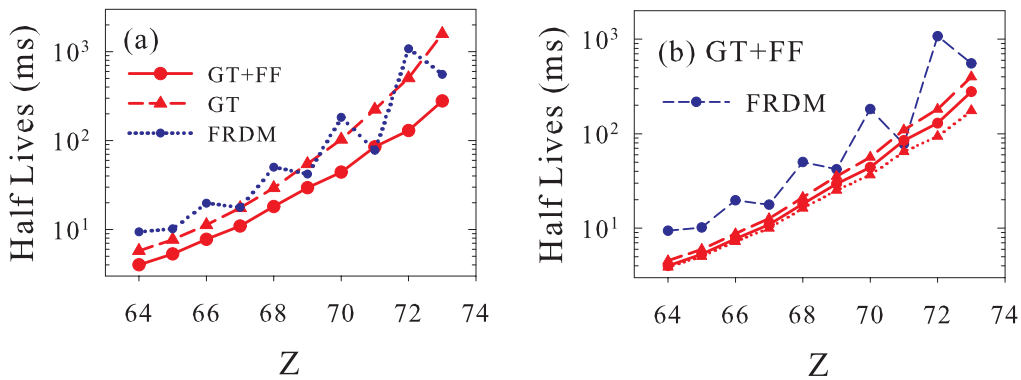 (a)
GT+FF
GT
FRDM
Half Lives (ms)
10³
10²
10¹
64 66 68 70 72 74
Z
(b) GT+FF
FRDM
Half Lives (ms)
10³
10²
10¹
64 66 68 70 72 74
Z